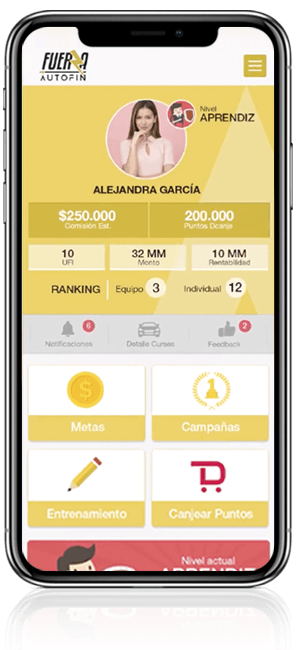 FUERZA
AUTOFIN
Nivel
APRENDIZ
ALEJANDRA GARCÍA
$250.000
Comisión Est.
200.000
Puntos Dcanje
10
UFI
32 MM
Monto
10 MM
Rentabilidad
RANKING
Equipo 3
Individual 12
6
Notificaciones
Detalle Curses
2
Feedback
Metas
1
Campañas
Entrenamiento
Canjear Puntos
Nivel actual
APRENDIZ